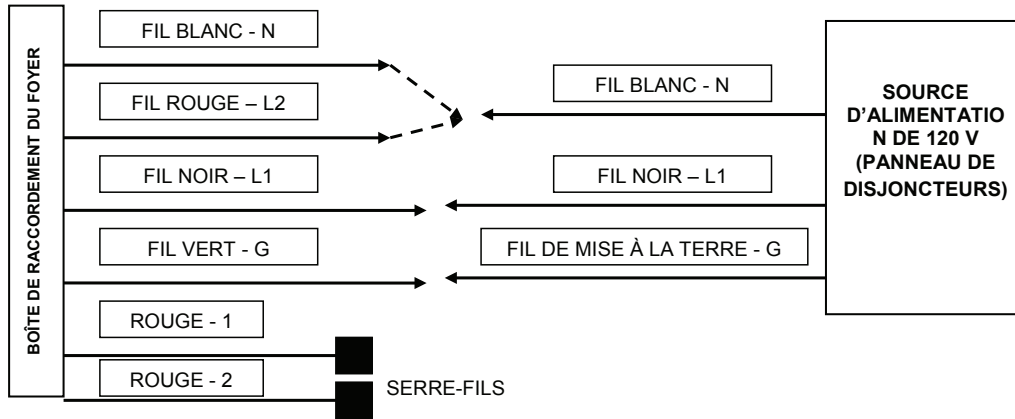 BOÎTE DE RACCORDEMENT DU FOYER
FIL BLANC - N
FIL ROUGE – L2
FIL NOIR – L1
FIL VERT - G
ROUGE - 1
ROUGE - 2
SERRE-FILS
FIL BLANC - N
FIL NOIR – L1
FIL DE MISE À LA TERRE - G
SOURCE
D'ALIMENTATIO
N DE 120 V
(PANNEAU DE
DISJONCTEURS)